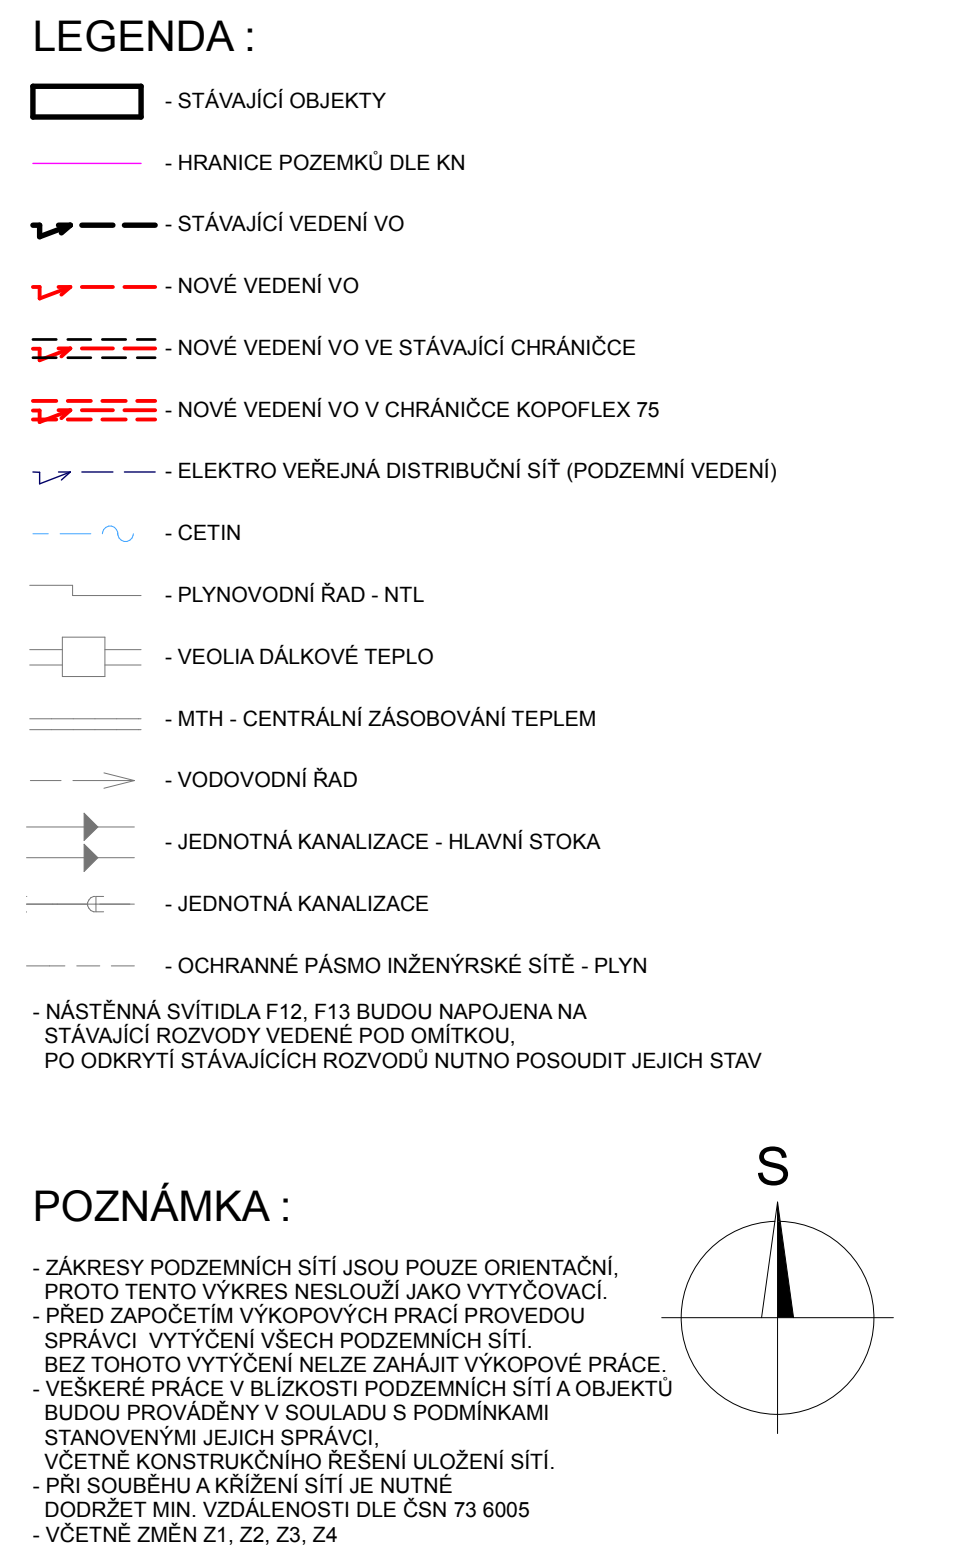 LEGENDA :
- STÁVAJÍCÍ OBJEKTY
- HRANICE POZEMKŮ DLE KN
- STÁVAJÍCÍ VEDENÍ VO
- NOVÉ VEDENÍ VO
- NOVÉ VEDENÍ VO VE STÁVAJÍCÍ CHRÁNIČCE
- NOVÉ VEDENÍ VO V CHRÁNIČCE KOPOFLEX 75
- ELEKTRO VEŘEJNÁ DISTRIBUČNÍ SÍŤ (PODZEMNÍ VEDENÍ)
- CETIN
- PLYNOVODNÍ ŘAD - NTL
- VEOLIA DÁLKOVÉ TEPLO
- MTH - CENTRÁLNÍ ZÁSOBOVÁNÍ TEPLEM
- VODOVODNÍ ŘAD
- JEDNOTNÁ KANALIZACE - HLAVNÍ STOKA
- JEDNOTNÁ KANALIZACE
- OCHRANNÉ PÁSMO INŽENÝRSKÉ SÍTĚ - PLYN
- NÁSTĚNNÁ SVÍTIDLA F12, F13 BUDOU NAPOJENA NA
STÁVAJÍCÍ ROZVODY VEDENÉ POD OMÍTKOU,
PO ODKRYTÍ STÁVAJÍCÍCH ROZVODŮ NUTNO POSOUDIT JEJICH STAV
S
POZNÁMKA :
- ZÁKRESY PODZEMNÍCH SÍTÍ JSOU POUZE ORIENTAČNÍ,
PROTO TENTO VÝKRES NESLOUŽÍ JAKO VYTYČOVACÍ.
- PŘED ZAPOČETÍM VÝKOPOVÝCH PRACÍ PROVEDOU
SPRÁVCI VYTÝČENÍ VŠECH PODZEMNÍCH SÍTÍ.
BEZ TOHOTO VYTÝČENÍ NELZE ZAHÁJIT VÝKOPOVÉ PRÁCE.
- VEŠKERÉ PRÁCE V BLÍZKOSTI PODZEMNÍCH SÍTÍ A OBJEKTŮ
BUDOU PROVÁDĚNY V SOULADU S PODMÍNKAMI
STANOVENÝMI JEJICH SPRÁVCI,
VČETNĚ KONSTRUKČNÍHO ŘEŠENÍ ULOŽENÍ SÍTÍ.
- PŘI SOUBĚHU A KŘÍŽENÍ SÍTÍ JE NUTNÉ
DODRŽET MIN. VZDÁLENOSTI DLE ČSN 73 6005
- VČETNĚ ZMĚN Z1, Z2, Z3, Z4